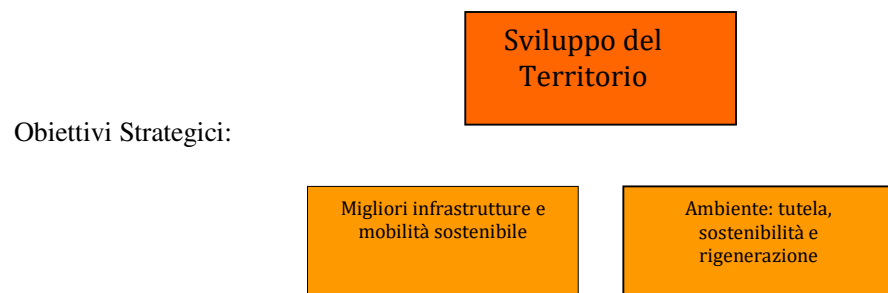 Sviluppo del
Territorio
Obiettivi Strategici:
Migliori infrastrutture e
mobilità sostenibile
Ambiente: tutela,
sostenibilità e
rigenerazione